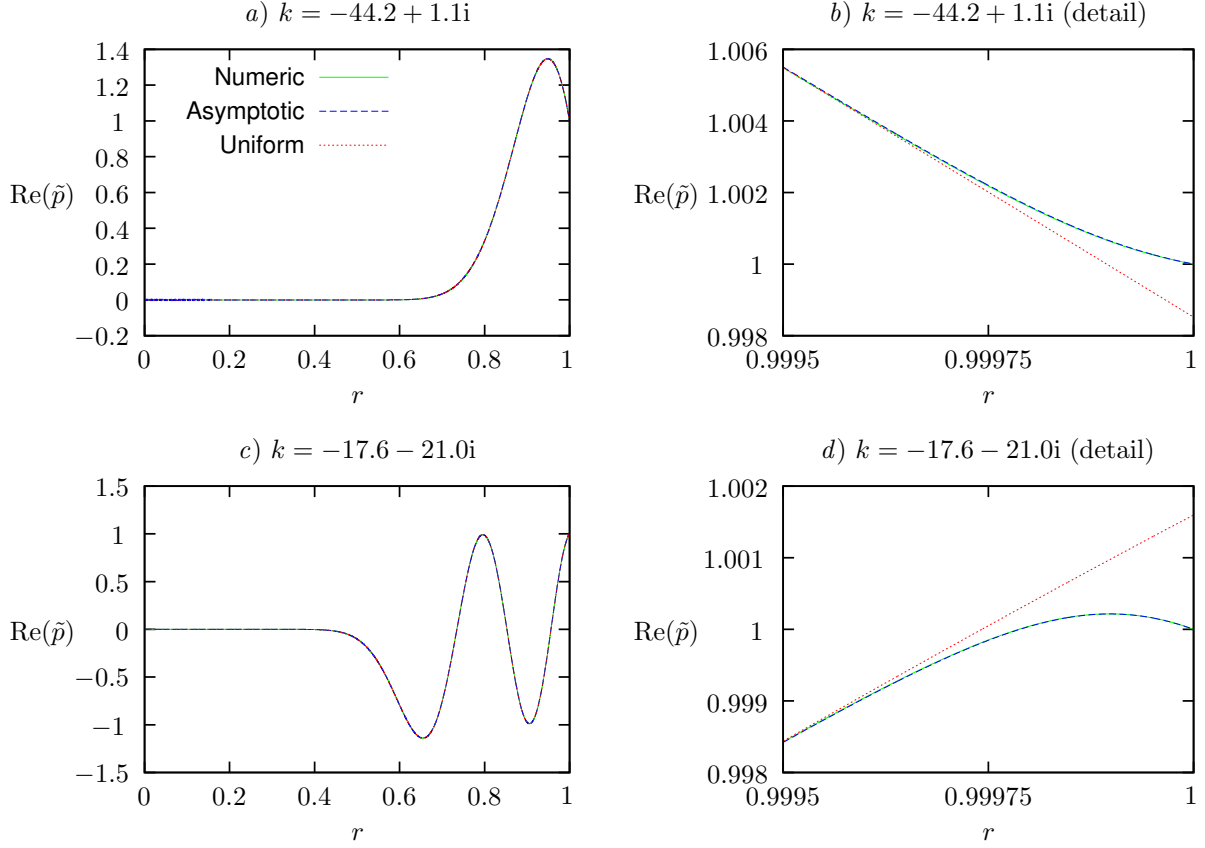 a) k = −44.2 + 1.1i
1.4
1.2
1
0.8
0.6
0.4
0.2
0
−0.2
Re(p̃)
Numeric
Asymptotic
Uniform
0 0.2 0.4 0.6 0.8 1
r
b) k = −44.2 + 1.1i (detail)
1.006
1.004
1.002
1
0.998
Re(p̃)
0.9995 0.99975 1
r
c) k = −17.6 − 21.0i
1.5
1
0.5
0
−0.5
−1
−1.5
Re(p̃)
0 0.2 0.4 0.6 0.8 1
r
d) k = −17.6 − 21.0i (detail)
1.002
1.001
1
0.999
0.998
Re(p̃)
0.9995 0.99975 1
r